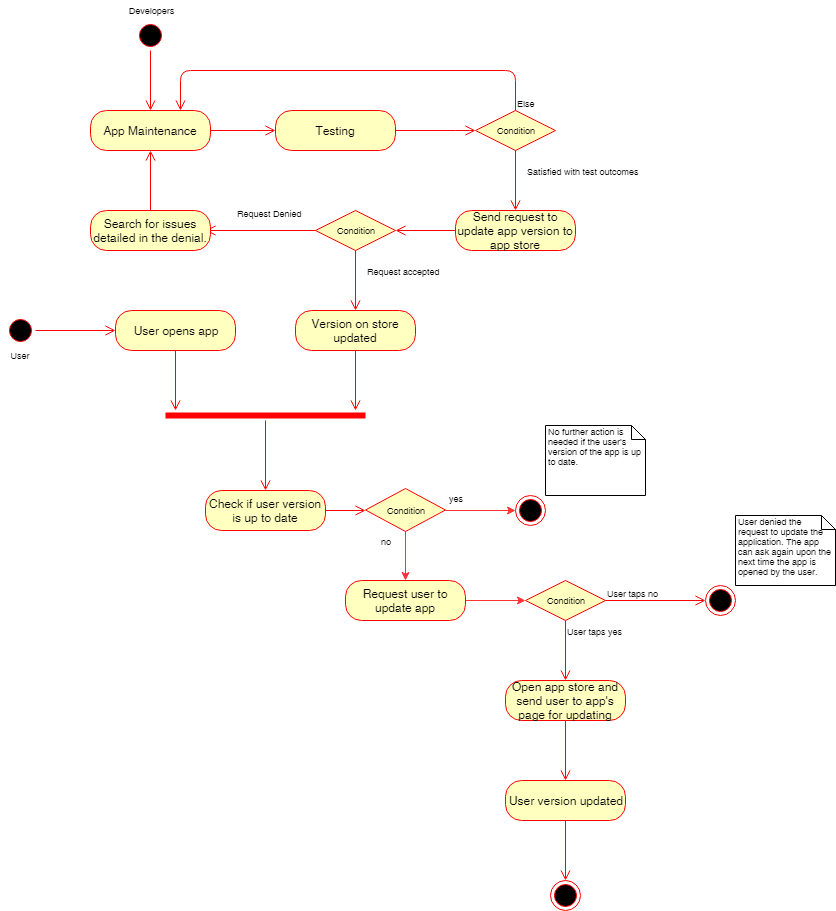 Developers
Else
App Maintenance
Testing
Condition
Satisfied with test outcomes
Request Denied
Search for issues
detailed in the denial.
Condition
Send request to
update app version to
app store
Request accepted
User opens app
Version on store
updated
User
No further action is
needed if the user's
version of the app is up
to date.
Check if user version
is up to date
Condition
yes
no
User denied the
request to update the
application. The app
can ask again upon the
next time the app is
opened by the user.
Request user to
update app
Condition
User taps no
User taps yes
Open app store and
send user to app's
page for updating
User version updated